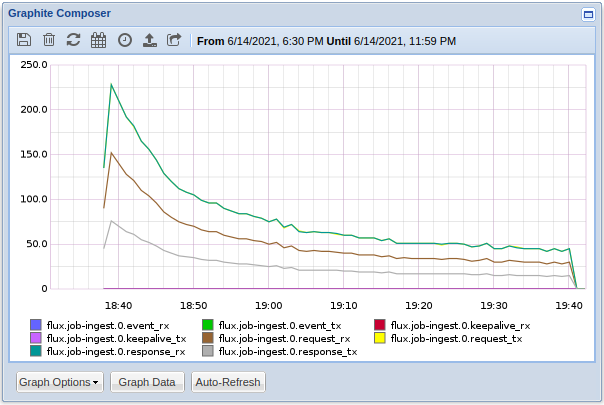 Graphite Composer
From 6/14/2021, 6:30 PM Until 6/14/2021, 11:59 PM
250.0
200.0
150.0
100.0
50.0
0
18:40 18:50 19:00 19:10 19:20 19:30 19:40
flux.job-ingest.0.event_rx flux.job-ingest.0.event_tx flux.job-ingest.0.keepalive_rx
flux.job-ingest.0.keepalive_tx flux.job-ingest.0.request_rx flux.job-ingest.0.request_tx
flux.job-ingest.0.response_rx flux.job-ingest.0.response_tx
Graph Options Graph Data Auto-Refresh